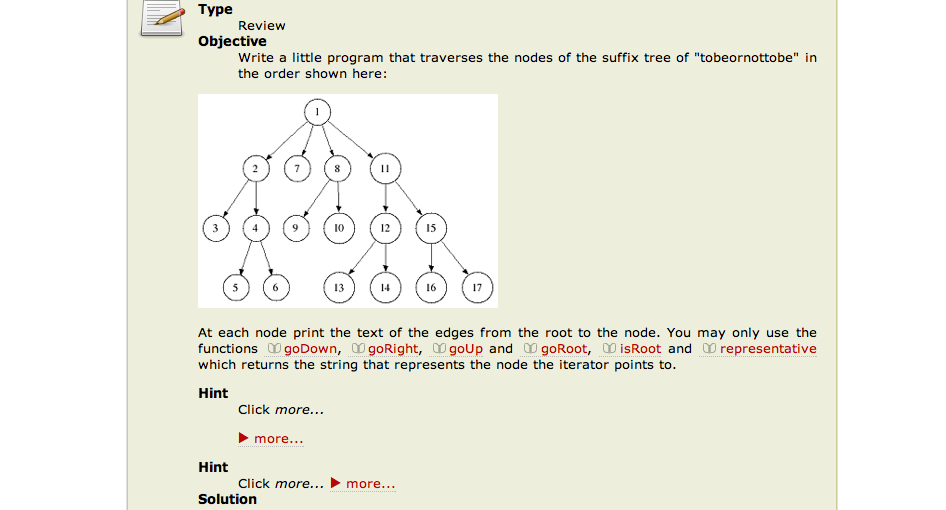 Type
Review
Objective
Write a little program that traverses the nodes of the suffix tree of "tobeornottobe" in
the order shown here:
1
2 7 8 11
3 4 9 10 12 15
5 6 13 14 16 17
At each node print the text of the edges from the root to the node. You may only use the
functions goDown, goRight, goUp and goRoot, isRoot and representative
which returns the string that represents the node the iterator points to.
Hint
Click more...
more...
Hint
Click more... more...
Solution